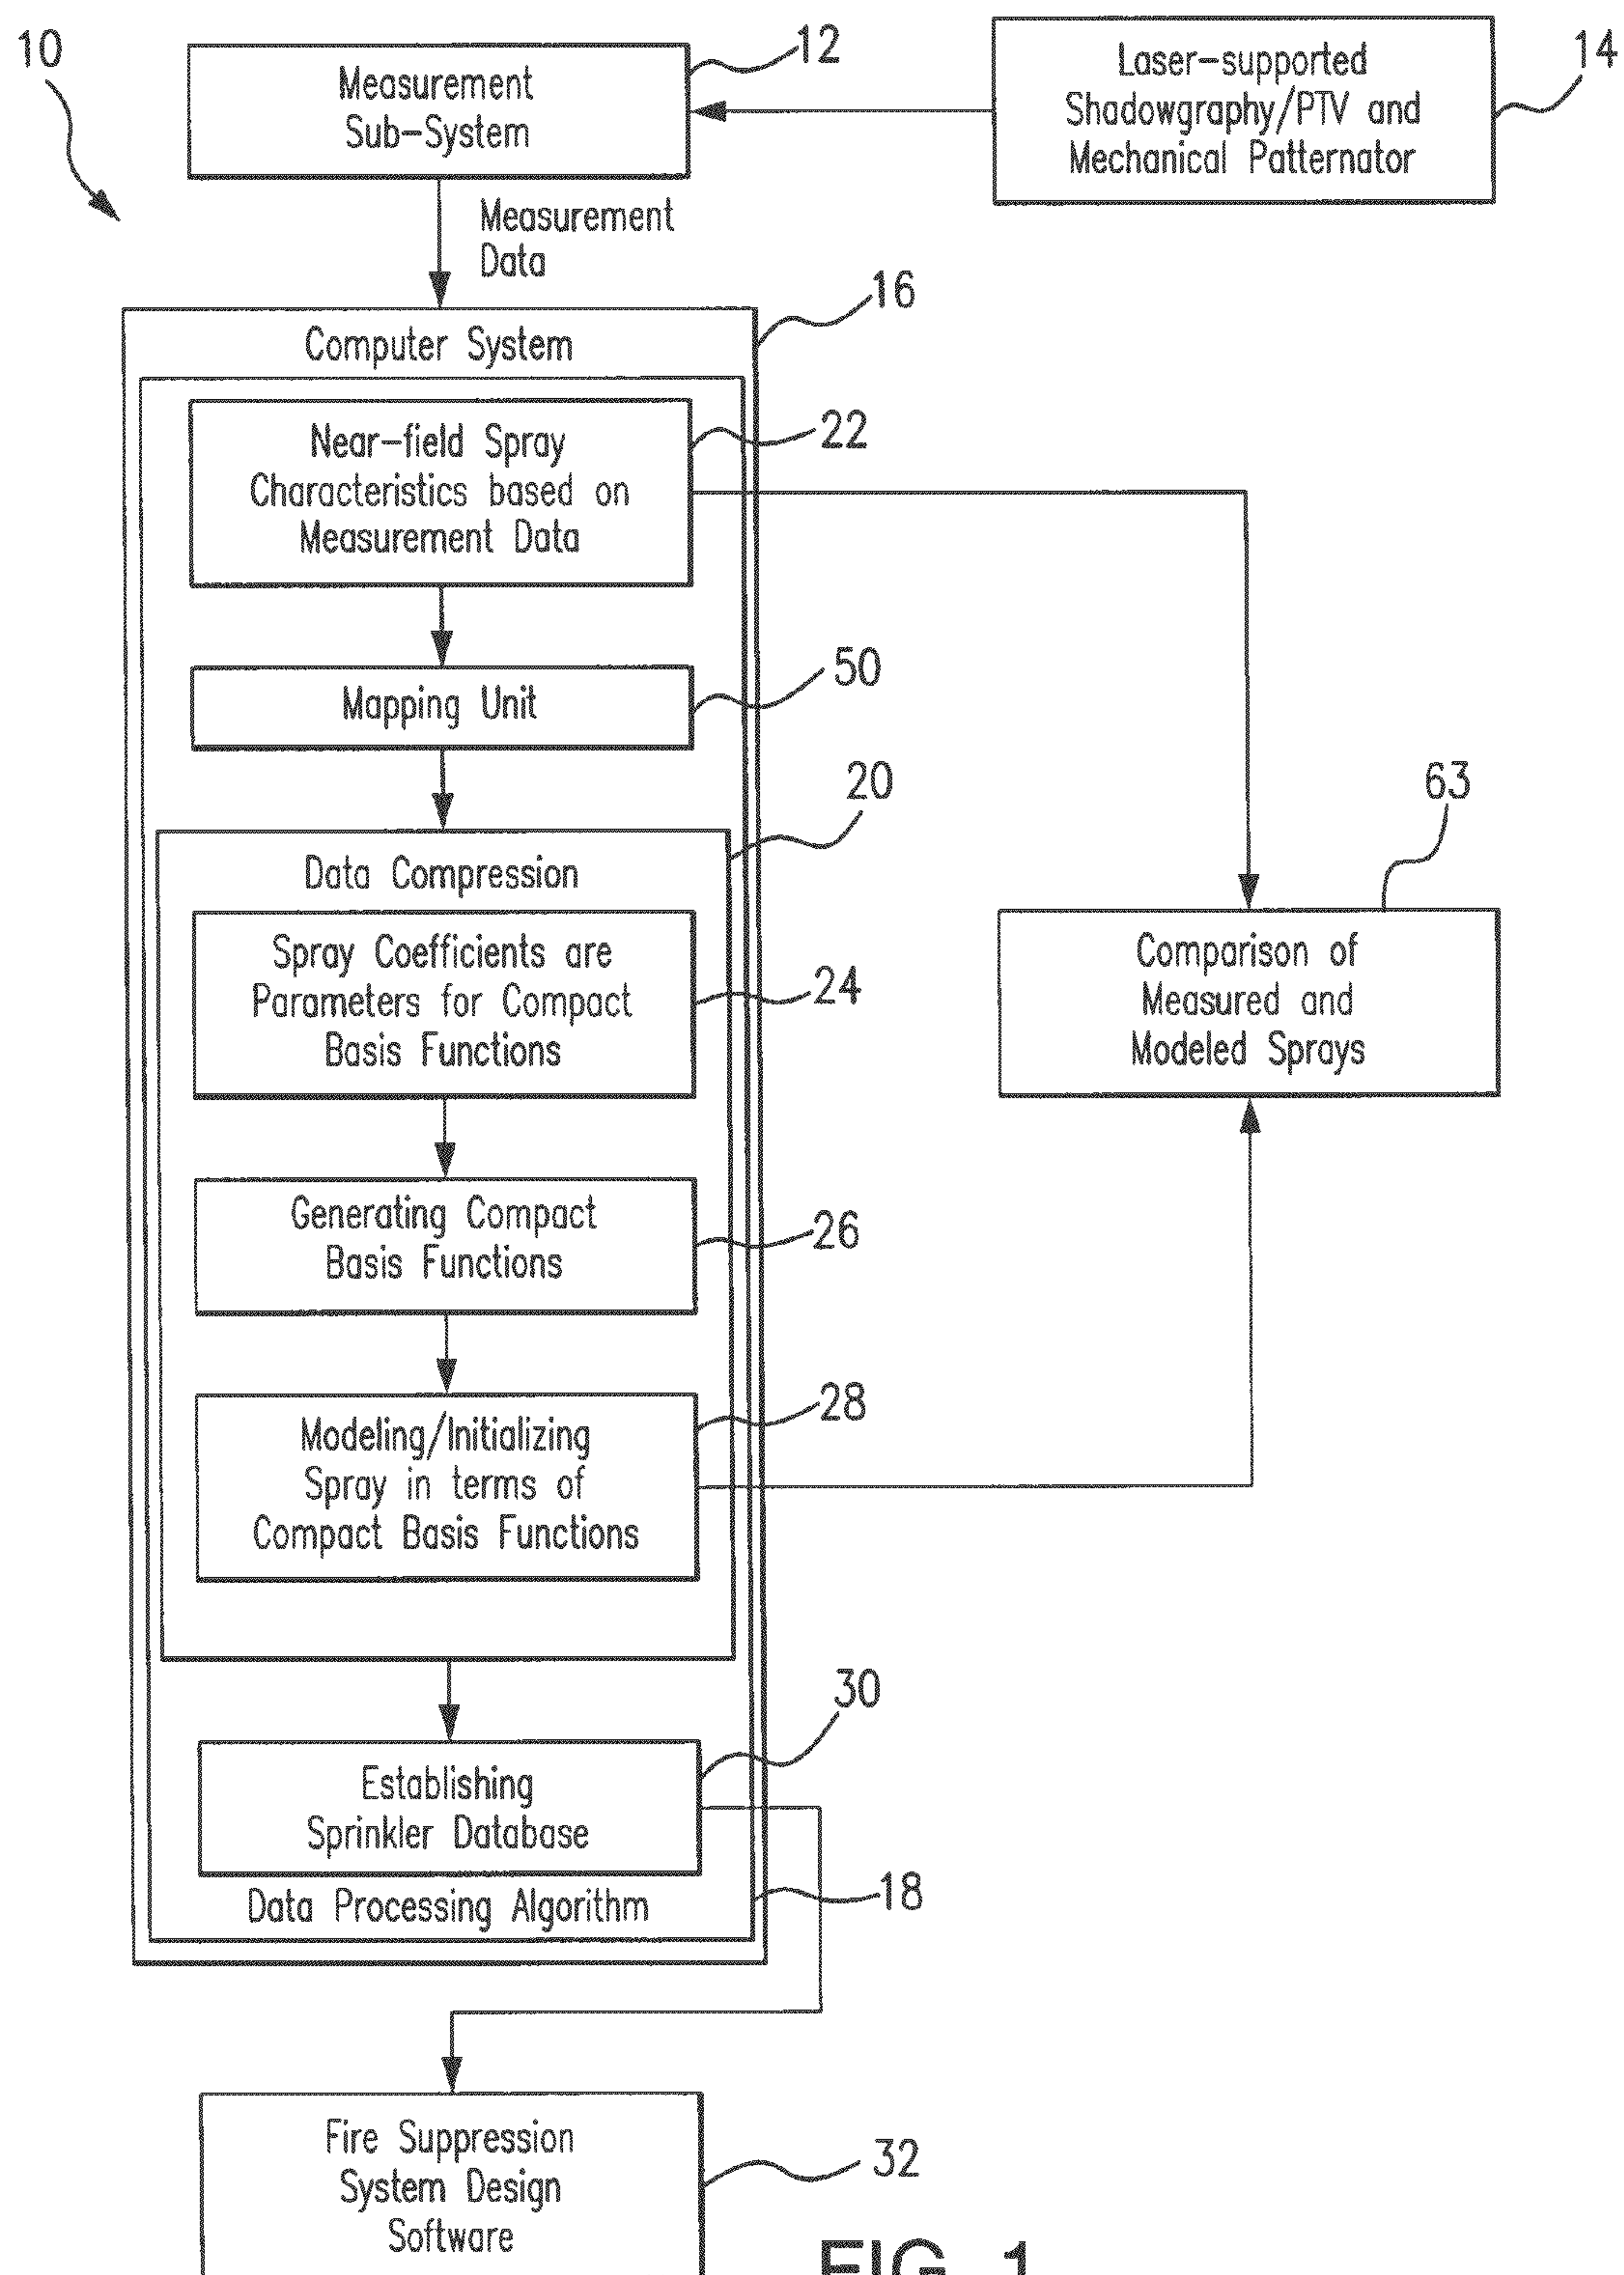 10
Measurement
Sub-System
12
Laser-supported
Shadowgraphy/PTV and
Mechanical Patternator
14
Measurement
Data
16
Computer System
Near-field Spray
Characteristics based on
Measurement Data
22
Mapping Unit
50
20
63
Data Compression
Spray Coefficients are
Parameters for Compact
Basis Functions
24
Comparison of
Measured and
Modeled Sprays
Generating Compact
Basis Functions
26
Modeling/Initializing
Spray in terms of
Compact Basis Functions
28
30
Establishing
Sprinkler Database
Data Processing Algorithm
18
Fire Suppression
System Design
Software
32
FIG. 1